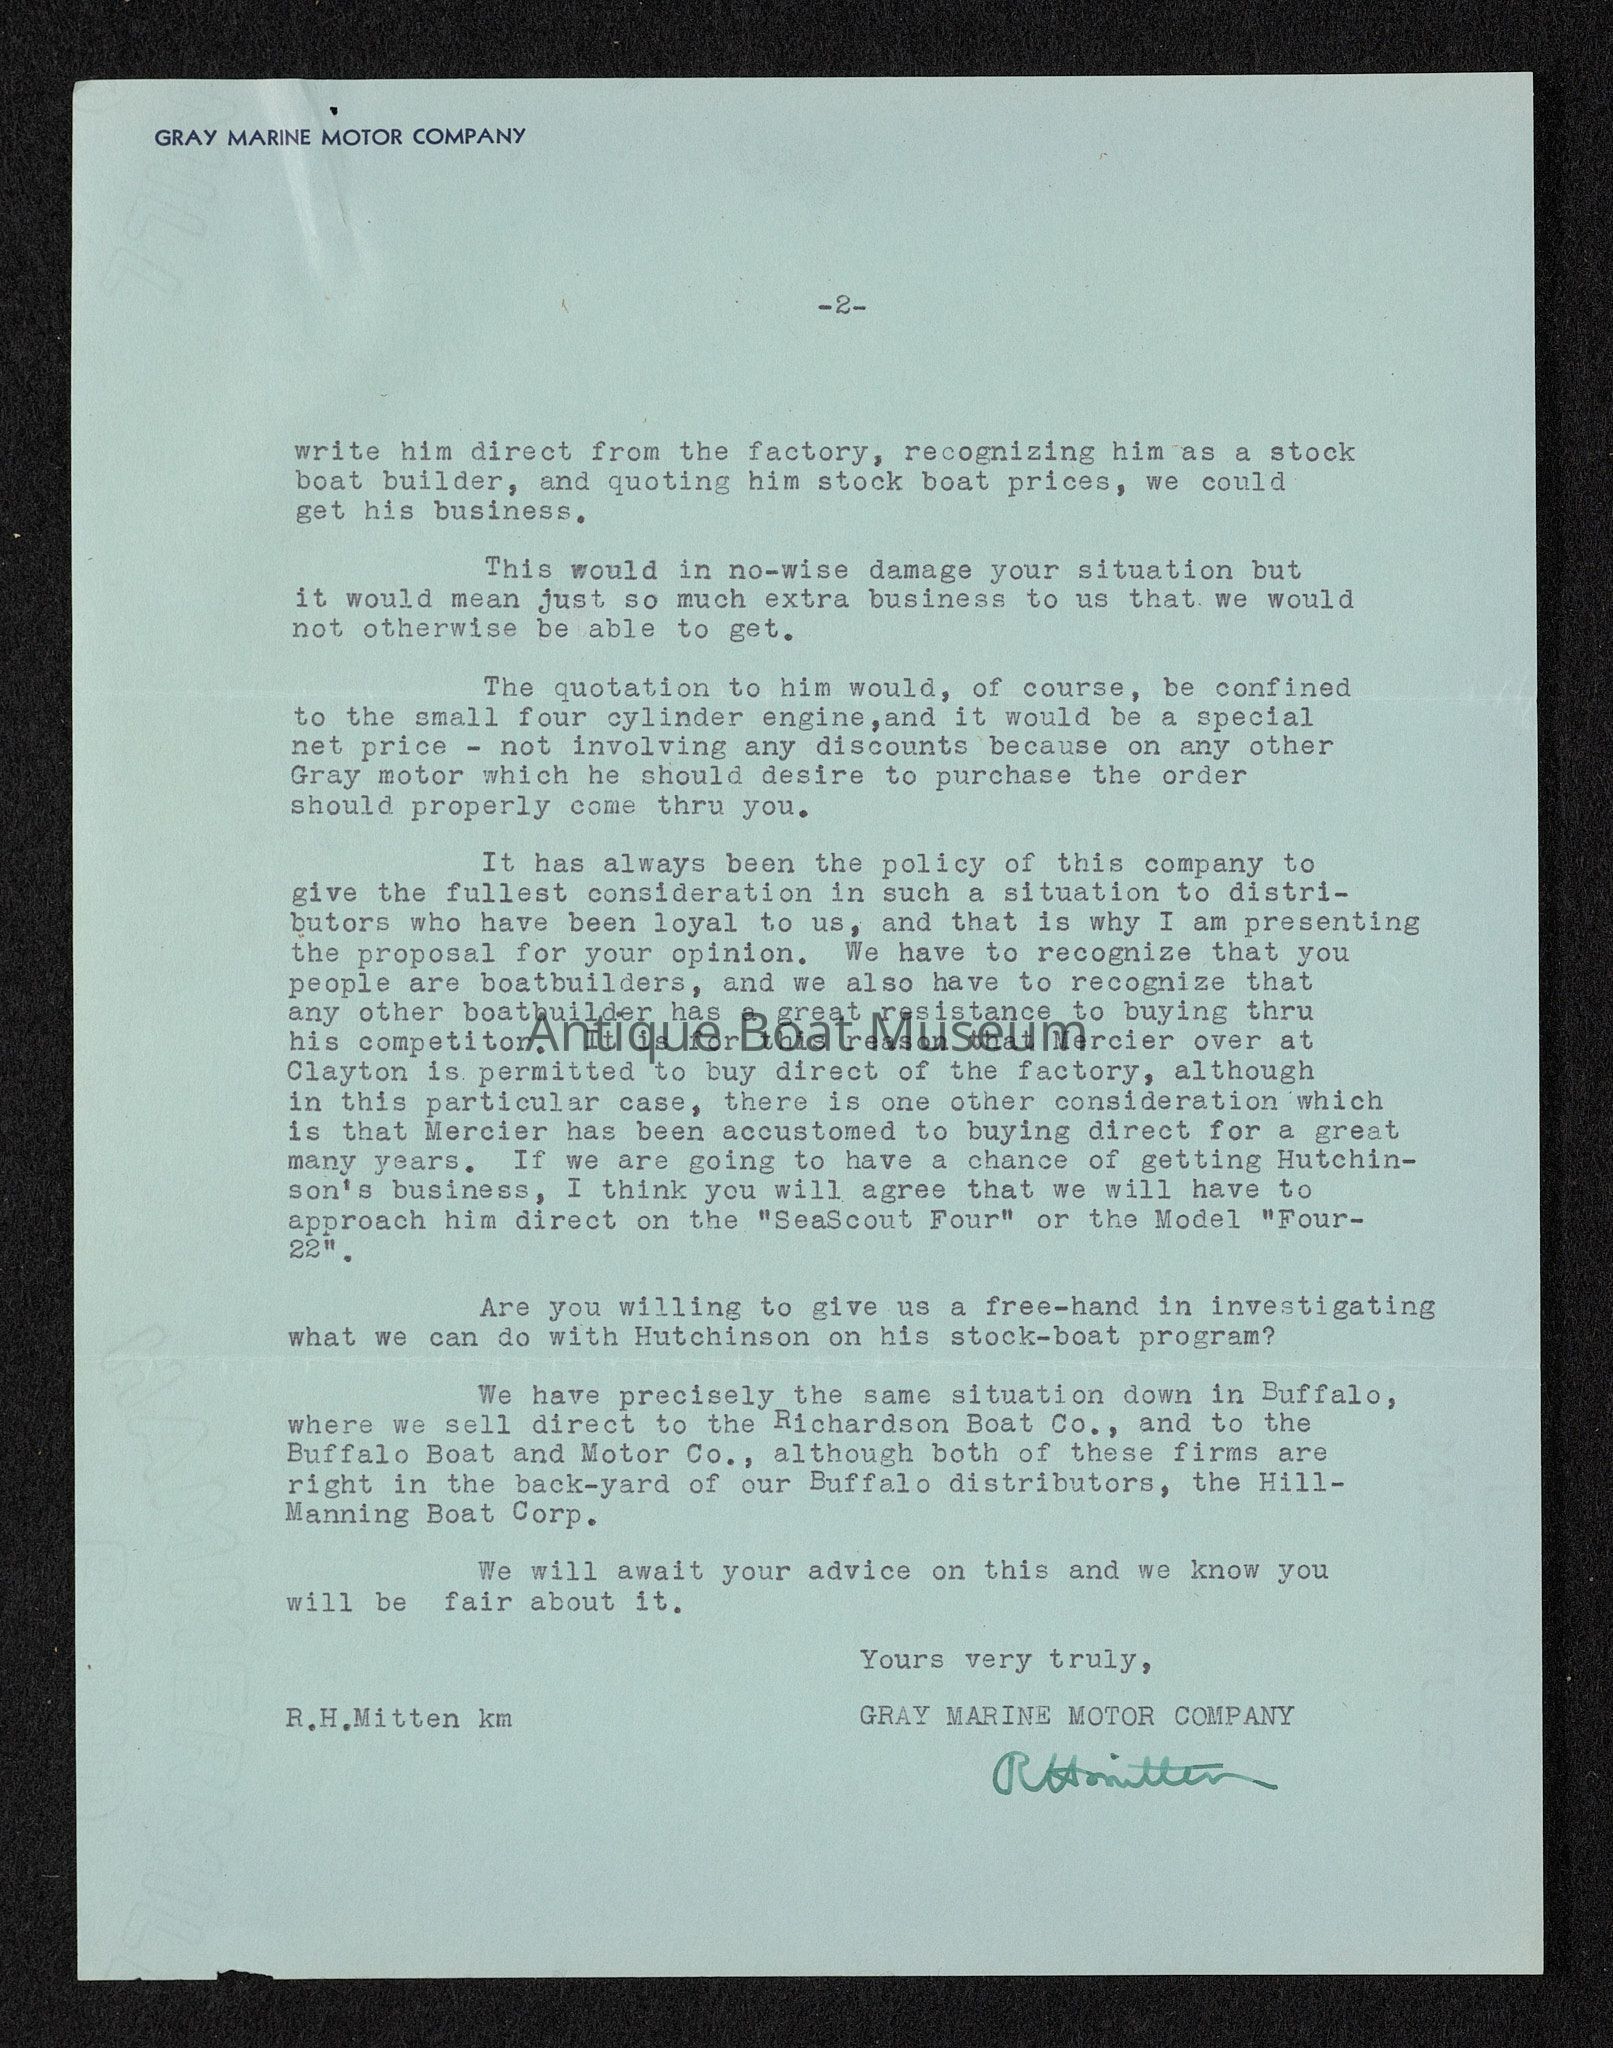 GRAY MARINE MOTOR COMPANY
-2-
write him direct from the factory, recognizing him as a stock
boat builder, and quoting him stock boat prices, we could
get his business.
This would in no-wise damage your situation but
it would mean just so much extra business to us that we would
not otherwise be able to get.
The quotation to him would, of course, be confined
to the small four cylinder engine,and it would be a special
net price - not involving any discounts because on any other
Gray motor which he should desire to purchase the order
should properly come thru you.
It has always been the policy of this company to
give the fullest consideration in such a situation to distri-
butors who have been loyal to us, and that is why I am presenting
the proposal for your opinion. We have to recognize that you
people are boatbuilders, and we also have to recognize that
any other boatbuilder has a great resistance to buying thru
his competitor. It is for this reason that Mercier over at
Antique Boat Museum
Clayton is permitted to buy direct of the factory, although
in this particular case, there is one other consideration which
is that Mercier has been accustomed to buying direct for a great
many years. If we are going to have a chance of getting Hutchin-
son's business, I think you will agree that we will have to
approach him direct on the "SeaScout Four" or the Model "Four-
22".
Are you willing to give us a free-hand in investigating
what we can do with Hutchinson on his stock-boat program?
We have precisely the same situation down in Buffalo,
where we sell direct to the Richardson Boat Co., and to the
Buffalo Boat and Motor Co., although both of these firms are
right in the back-yard of our Buffalo distributors, the Hill-
Manning Boat Corp.
We will await your advice on this and we know you
will be fair about it.
Yours very truly,
R.H.Mitten km
GRAY MARINE MOTOR COMPANY
RHMitten